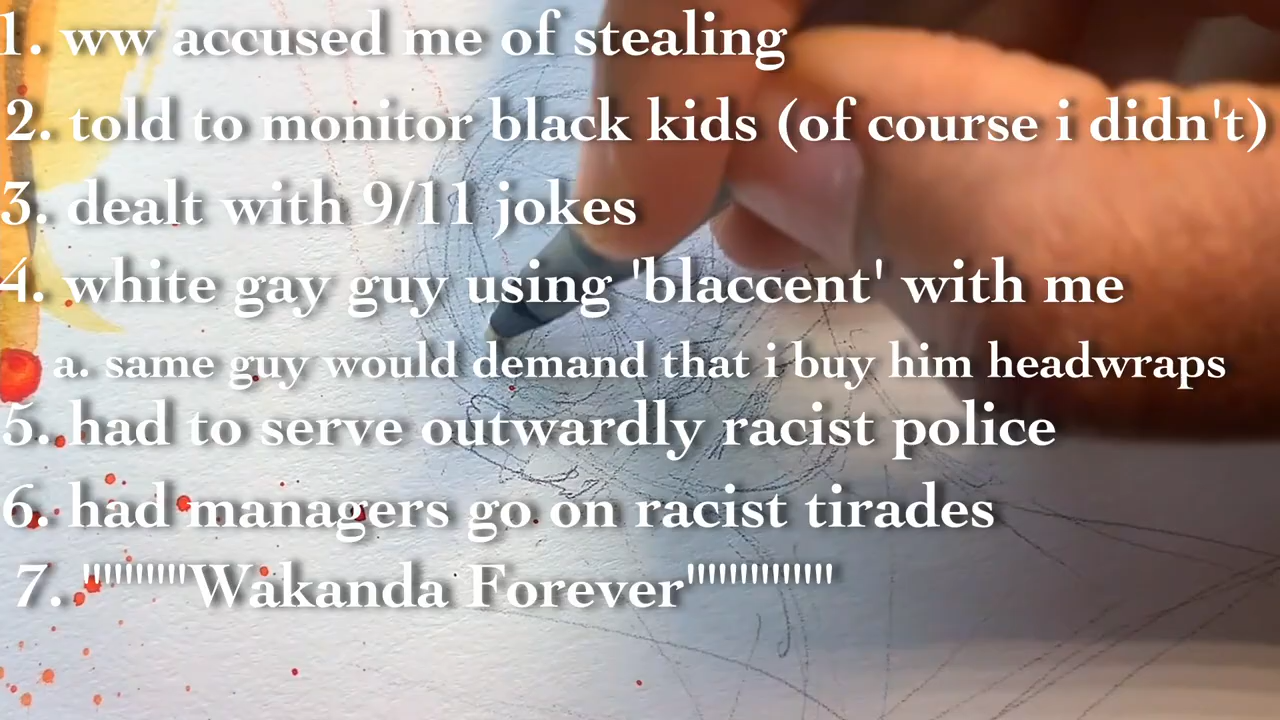 1. ww accused me of stealing
2. told to monitor black kids (of course i didn't)
3. dealt with 9/11 jokes
4. white gay guy using 'blaccent' with me
a. same guy would demand that i buy him headwraps
5. had to serve outwardly racist police
6. had managers go on racist tirades
7. """"""Wakanda Forever""""""""